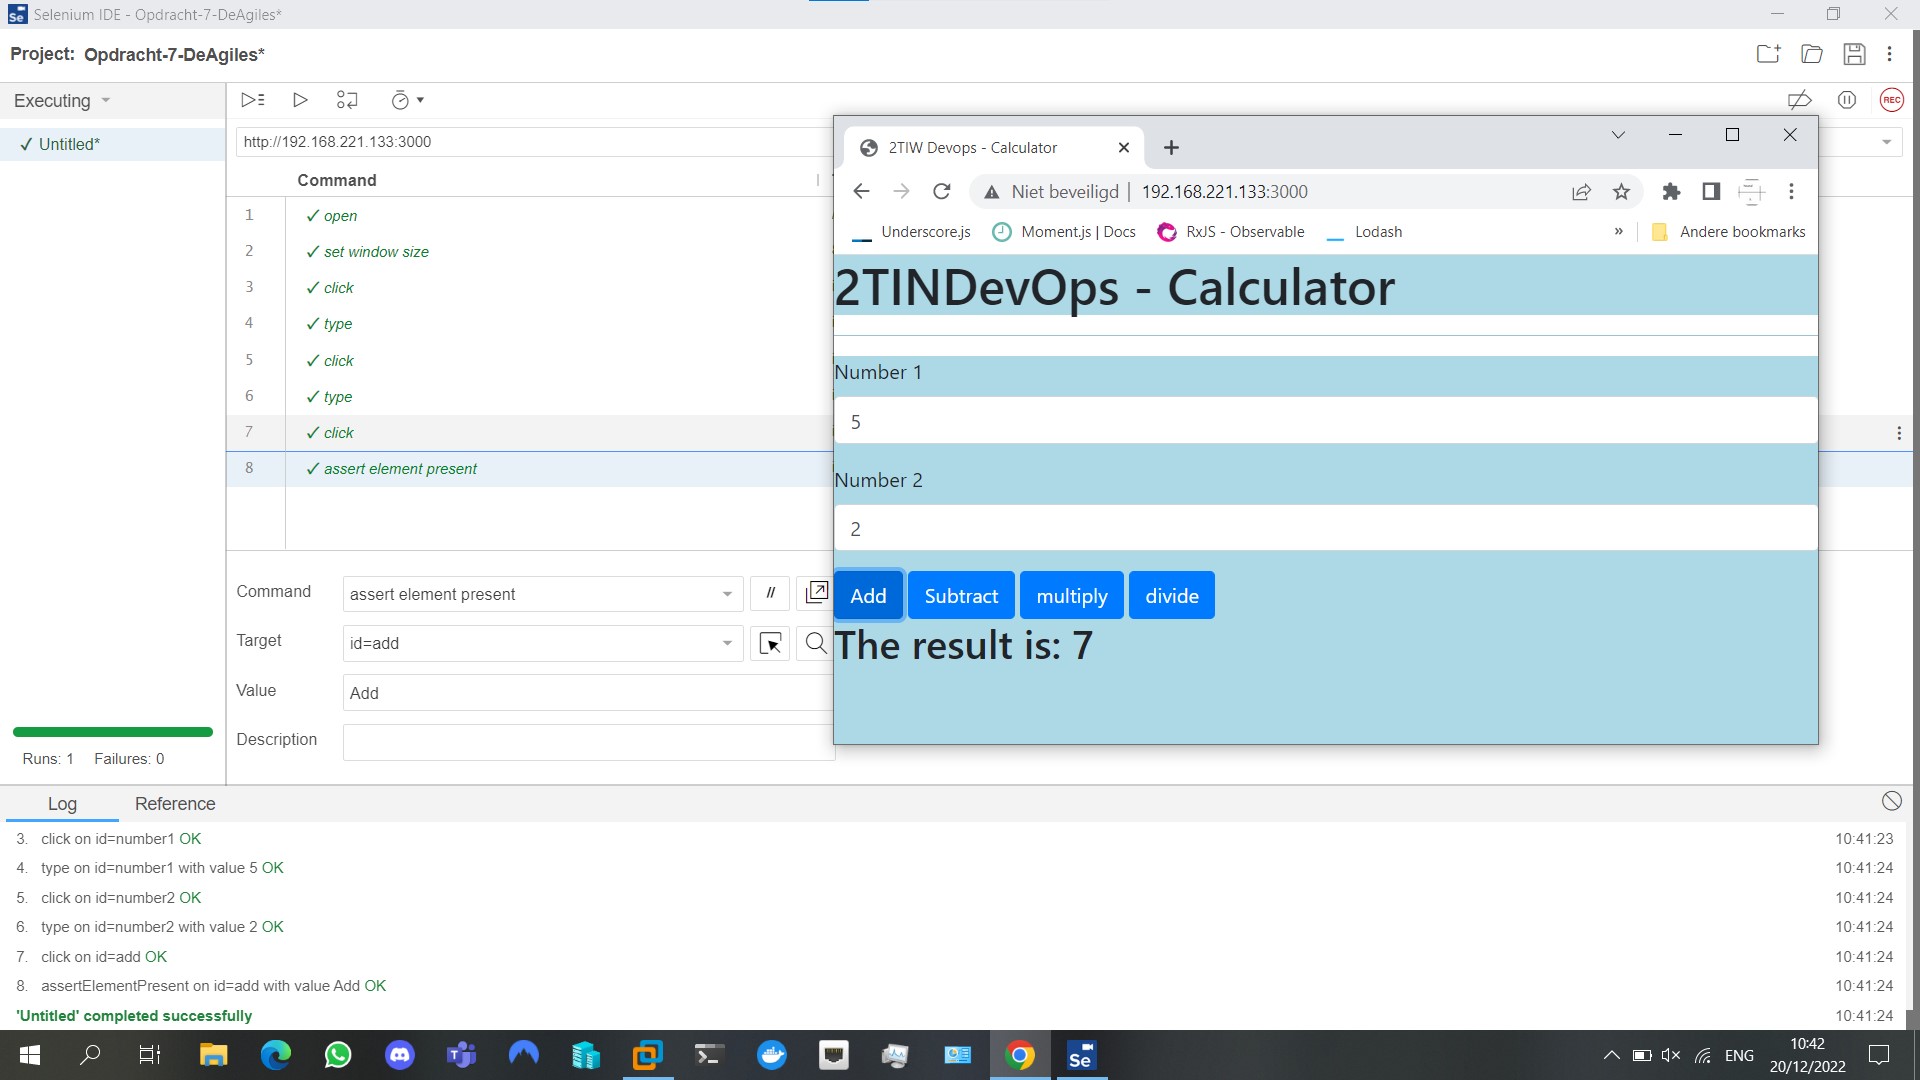 Selenium IDE - Opdracht-7-DeAgiles*
Project: Opdracht-7-DeAgiles*
Executing
✓ Untitled*
http://192.168.221.133:3000
Command
1 ✓ open
2 ✓ set window size
3 ✓ click
4 ✓ type
5 ✓ click
6 ✓ type
7 ✓ click
8 ✓ assert element present
Command assert element present //
Target id=add
Value Add
Description
Runs: 1 Failures: 0
REC
2TIW Devops - Calculator
Niet beveiligd | 192.168.221.133:3000
Underscore.js Moment.js | Docs RxJS - Observable Lodash » Andere bookmarks
2TINDevOps - Calculator
Number 1
5
Number 2
2
Add Subtract multiply divide
The result is: 7
Log Reference
3. click on id=number1 OK 10:41:23
4. type on id=number1 with value 5 OK 10:41:24
5. click on id=number2 OK 10:41:24
6. type on id=number2 with value 2 OK 10:41:24
7. click on id=add OK 10:41:24
8. assertElementPresent on id=add with value Add OK 10:41:24
'Untitled' completed successfully 10:41:24
Se
ENG
10:42
20/12/2022